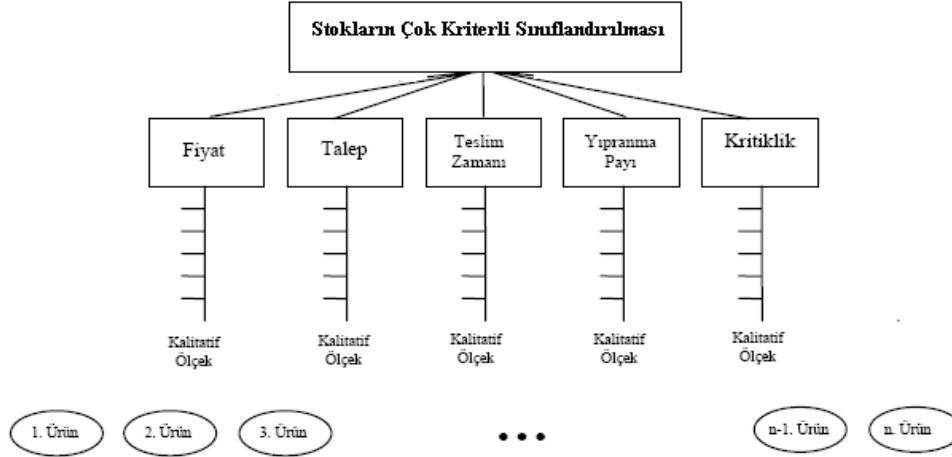 Stokların Çok Kriterli Sınıflandırılması
Fiyat
Talep
Teslim
Zamanı
Yıpranma
Payı
Kritiklik
Kalitatif
Ölçek
Kalitatif
Ölçek
Kalitatif
Ölçek
Kalitatif
Ölçek
Kalitatif
Ölçek
1. Ürün
2. Ürün
3. Ürün
• • •
n-1. Ürün
n. Ürün